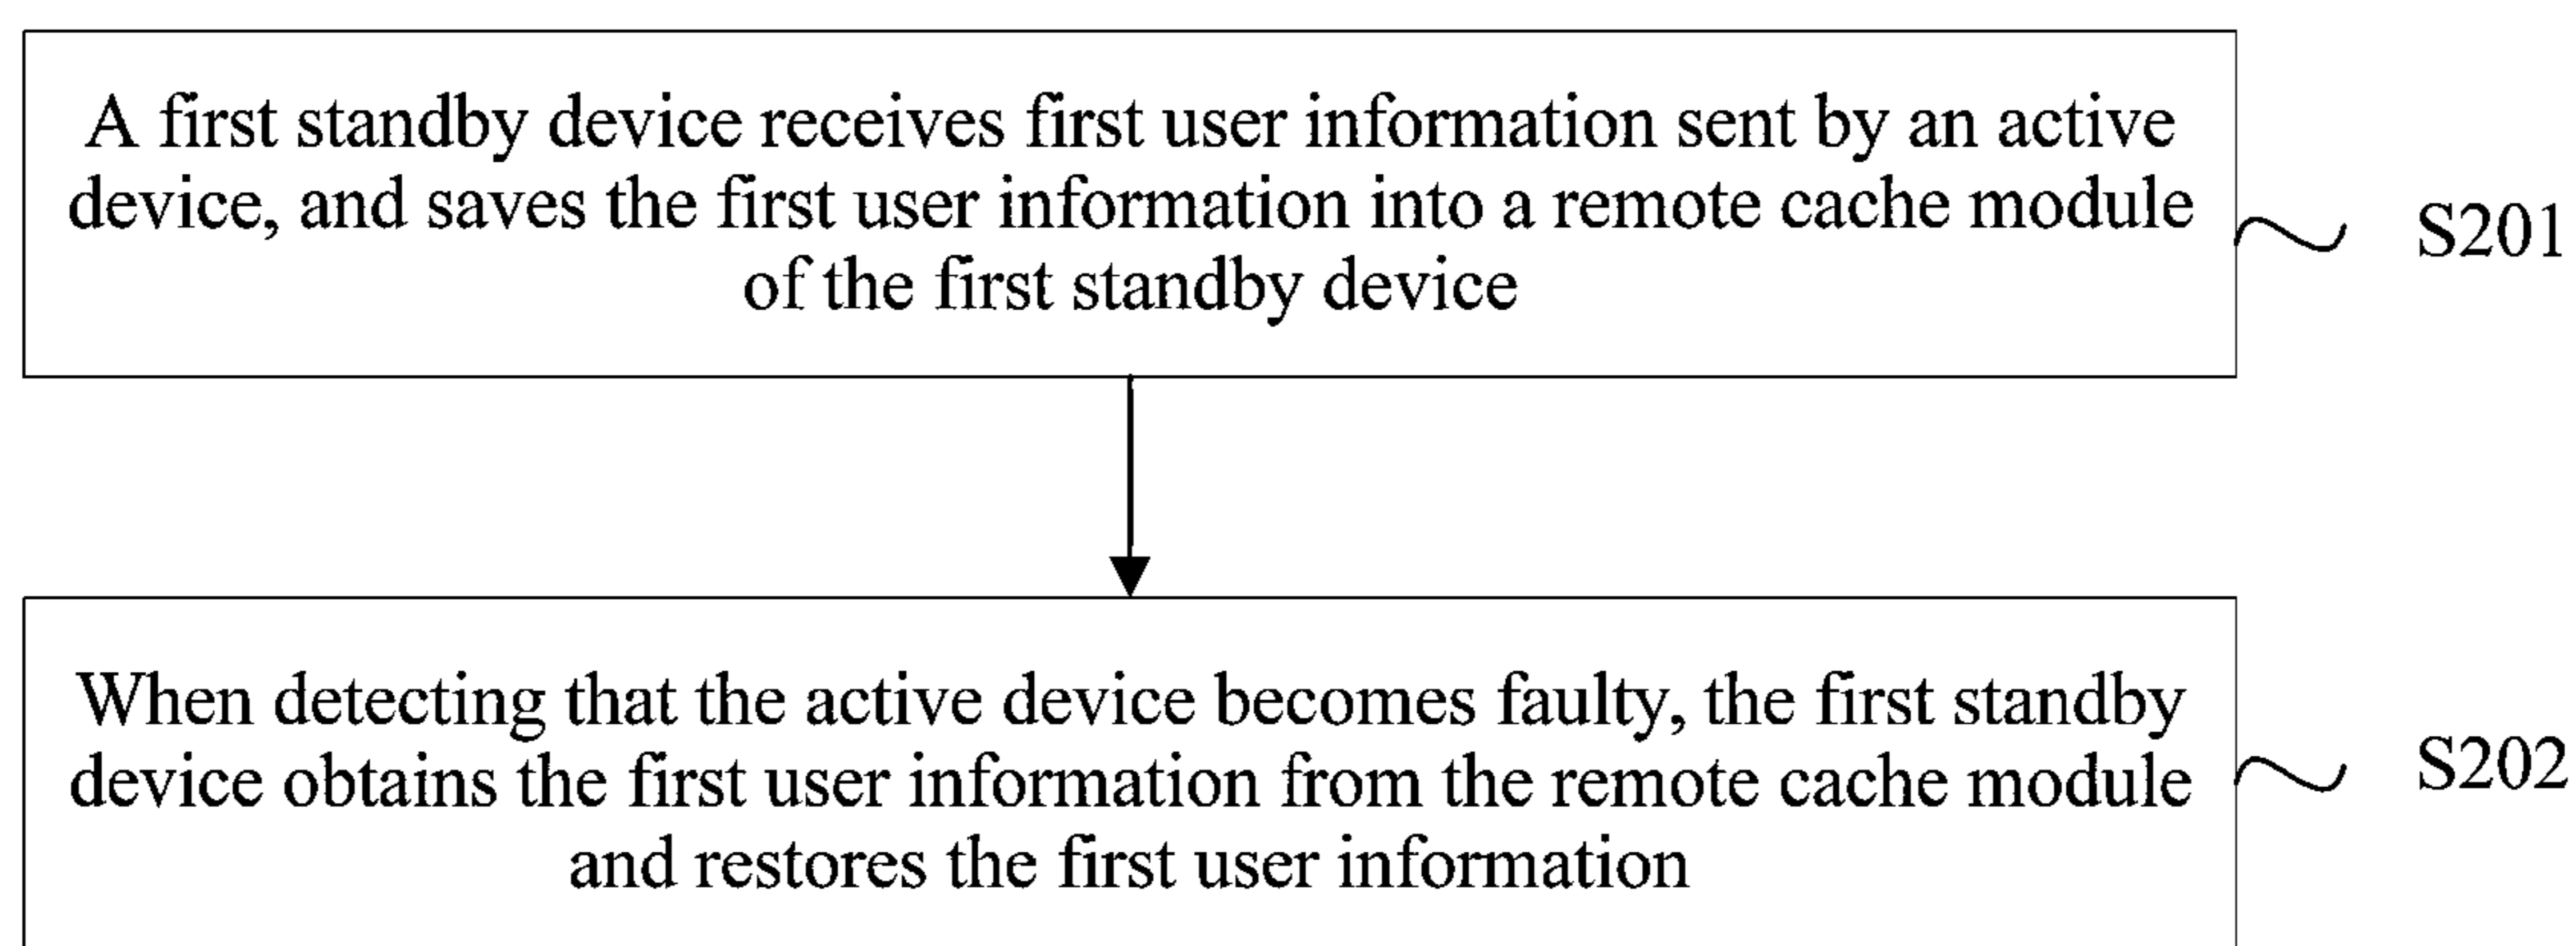 A first standby device receives first user information sent by an active
device, and saves the first user information into a remote cache module
of the first standby device
S201
When detecting that the active device becomes faulty, the first standby
device obtains the first user information from the remote cache module
and restores the first user information
S202